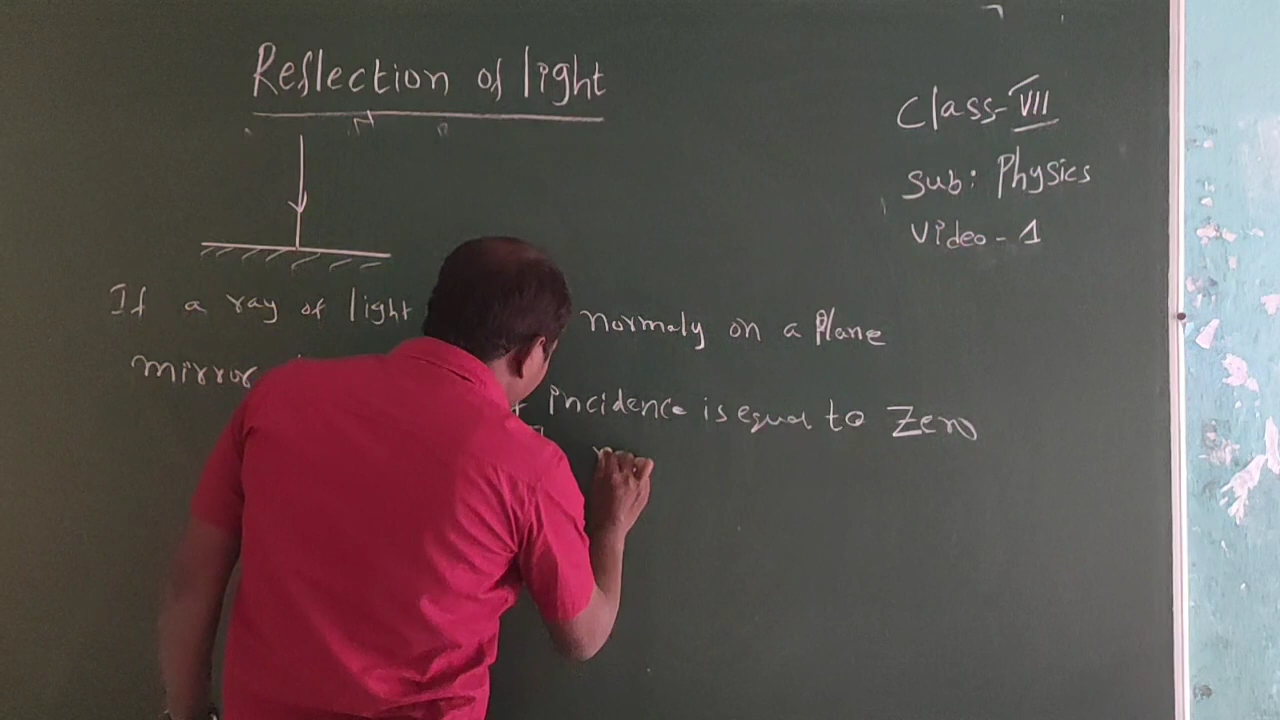 Reflection of light
Class-VII
Sub: Physics
Video-1
If a ray of light normaly on a Plane
mirror incidence is equal to Zero